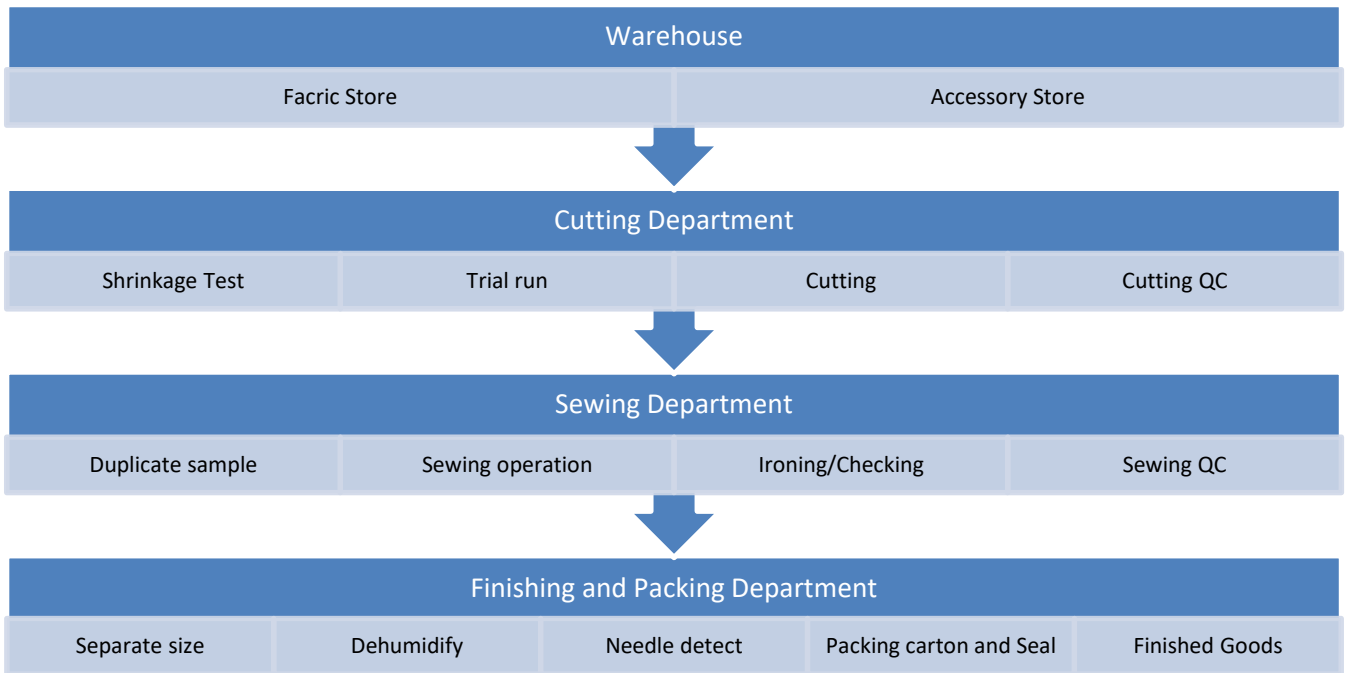 Warehouse
Facric Store
Accessory Store
Cutting Department
Shrinkage Test
Trial run
Cutting
Cutting QC
Sewing Department
Duplicate sample
Sewing operation
Ironing/Checking
Sewing QC
Finishing and Packing Department
Separate size
Dehumidify
Needle detect
Packing carton and Seal
Finished Goods